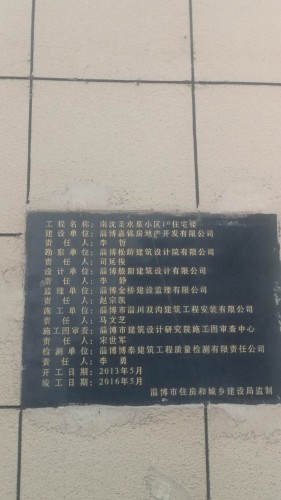 工程名称：南沈圣水泉小区1#住宅楼
建设单位：淄博嘉铭房地产开发有限公司
责任人：李哲
勘察单位：淄博松龄建筑设计院有限公司
责任人：司延俊
设计单位：淄博般阳建筑设计有限公司
责任人：李静
监理单位：淄博金桥建设监理有限公司
责任人：赵宗凯
施工单位：淄博市淄川双沟建筑工程安装有限公司
责任人：马文芝
施工图审查：淄博市建筑设计研究院施工图审查中心
责任人：宋世军
检测单位：淄博博泰建筑工程质量检测有限责任公司
责任人：李勇
开工日期：2013年5月
竣工日期：2016年5月
淄博市住房和城乡建设局监制